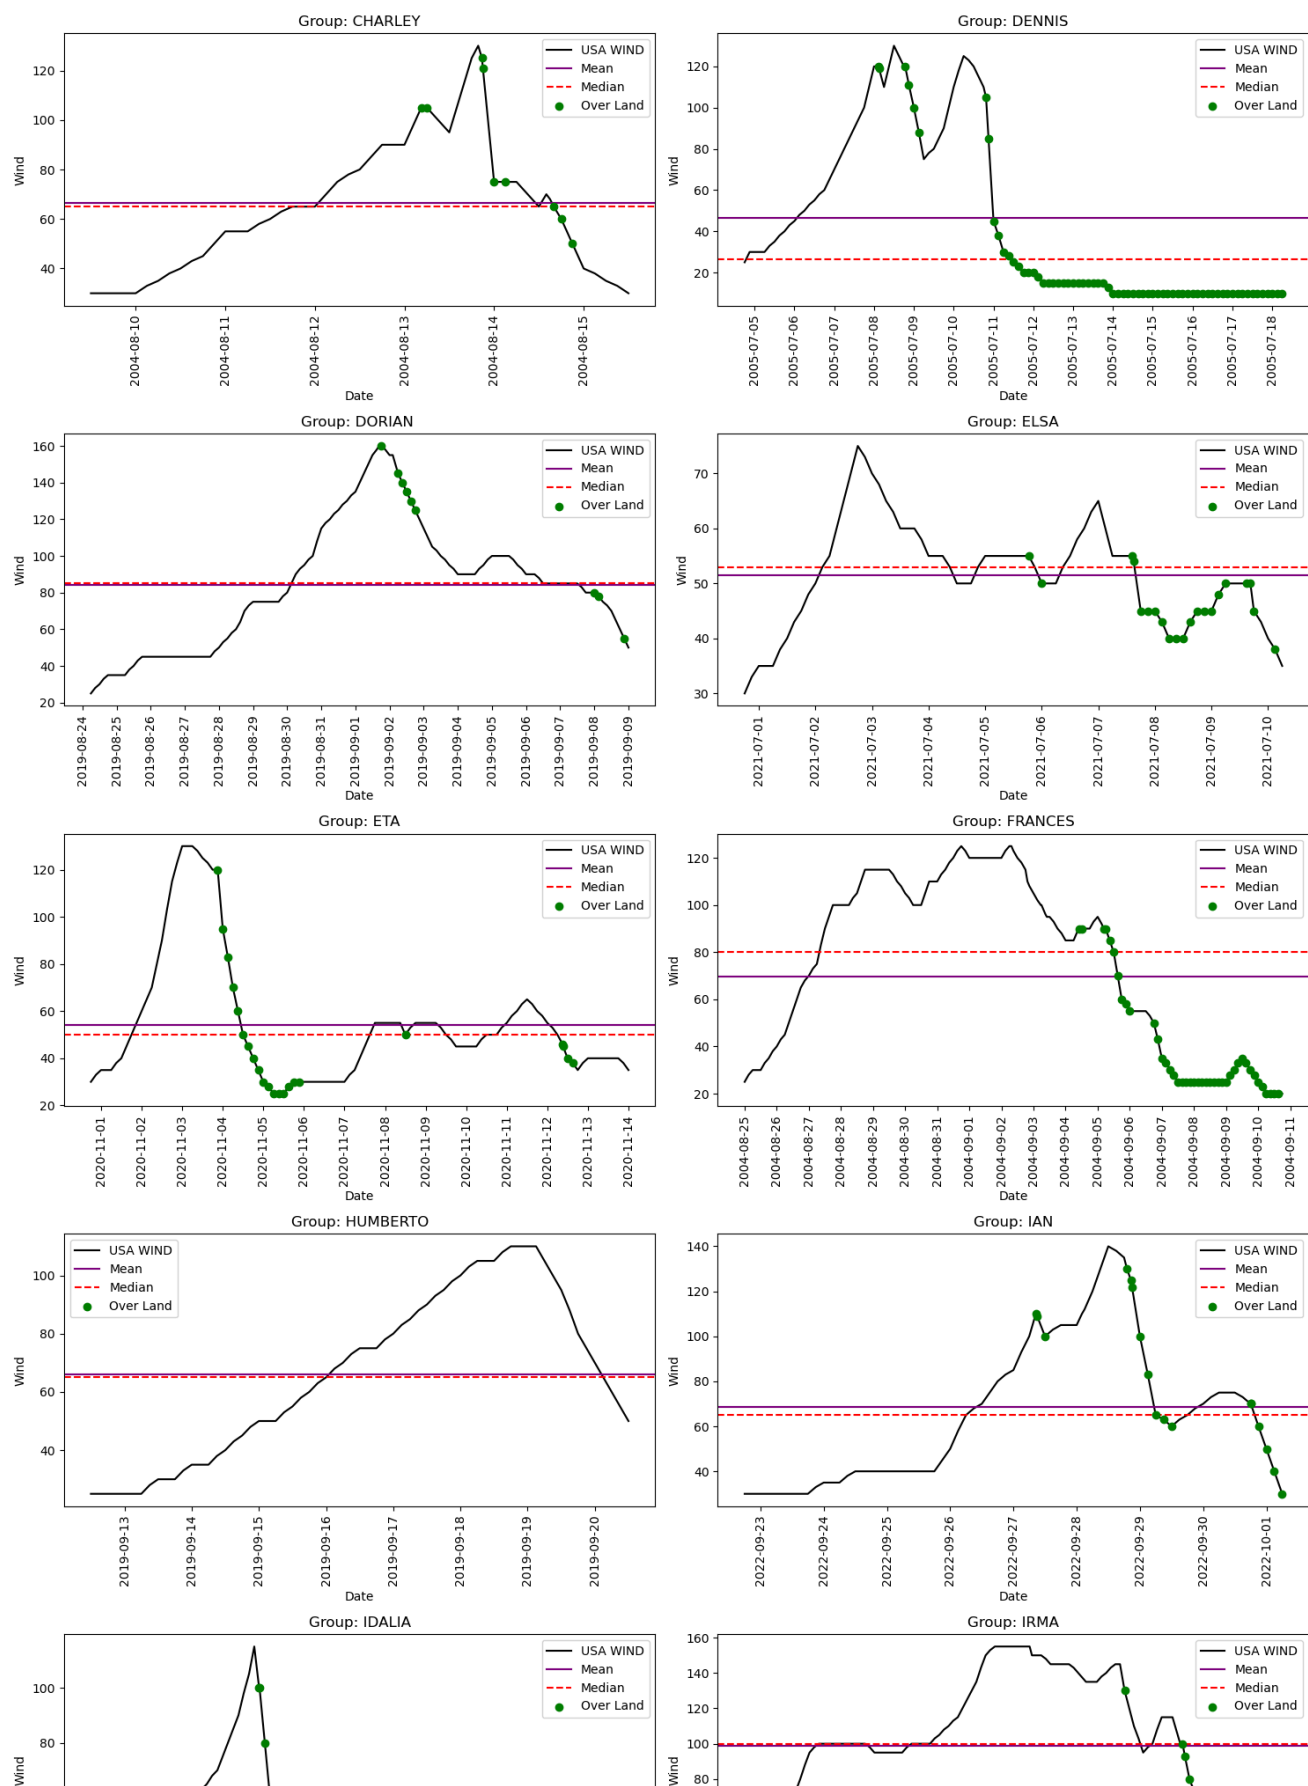 Group: CHARLEY
USA WIND
Mean
Median
Over Land
120
100
80
60
40
Wind
2004-08-10
2004-08-11
2004-08-12
2004-08-13
2004-08-14
2004-08-15
Date
Group: DENNIS
USA WIND
Mean
Median
Over Land
120
100
80
60
40
20
Wind
2005-07-05
2005-07-06
2005-07-07
2005-07-08
2005-07-09
2005-07-10
2005-07-11
2005-07-12
2005-07-13
2005-07-14
2005-07-15
2005-07-16
2005-07-17
2005-07-18
Date
Group: DORIAN
USA WIND
Mean
Median
Over Land
160
140
120
100
80
60
40
20
Wind
2019-08-24
2019-08-25
2019-08-26
2019-08-27
2019-08-28
2019-08-29
2019-08-30
2019-08-31
2019-09-01
2019-09-02
2019-09-03
2019-09-04
2019-09-05
2019-09-06
2019-09-07
2019-09-08
2019-09-09
Date
Group: ELSA
USA WIND
Mean
Median
Over Land
70
60
50
40
30
Wind
2021-07-01
2021-07-02
2021-07-03
2021-07-04
2021-07-05
2021-07-06
2021-07-07
2021-07-08
2021-07-09
2021-07-10
Date
Group: ETA
USA WIND
Mean
Median
Over Land
120
100
80
60
40
20
Wind
2020-11-01
2020-11-02
2020-11-03
2020-11-04
2020-11-05
2020-11-06
2020-11-07
2020-11-08
2020-11-09
2020-11-10
2020-11-11
2020-11-12
2020-11-13
2020-11-14
Date
Group: FRANCES
USA WIND
Mean
Median
Over Land
120
100
80
60
40
20
Wind
2004-08-25
2004-08-26
2004-08-27
2004-08-28
2004-08-29
2004-08-30
2004-08-31
2004-09-01
2004-09-02
2004-09-03
2004-09-04
2004-09-05
2004-09-06
2004-09-07
2004-09-08
2004-09-09
2004-09-10
2004-09-11
Date
Group: HUMBERTO
USA WIND
Mean
Median
Over Land
100
80
60
40
Wind
2019-09-13
2019-09-14
2019-09-15
2019-09-16
2019-09-17
2019-09-18
2019-09-19
2019-09-20
Date
Group: IAN
USA WIND
Mean
Median
Over Land
140
120
100
80
60
40
Wind
2022-09-23
2022-09-24
2022-09-25
2022-09-26
2022-09-27
2022-09-28
2022-09-29
2022-09-30
2022-10-01
Date
Group: IDALIA
USA WIND
Mean
Median
Over Land
100
80
Wind
Group: IRMA
USA WIND
Mean
Median
Over Land
160
140
120
100
80
Wind